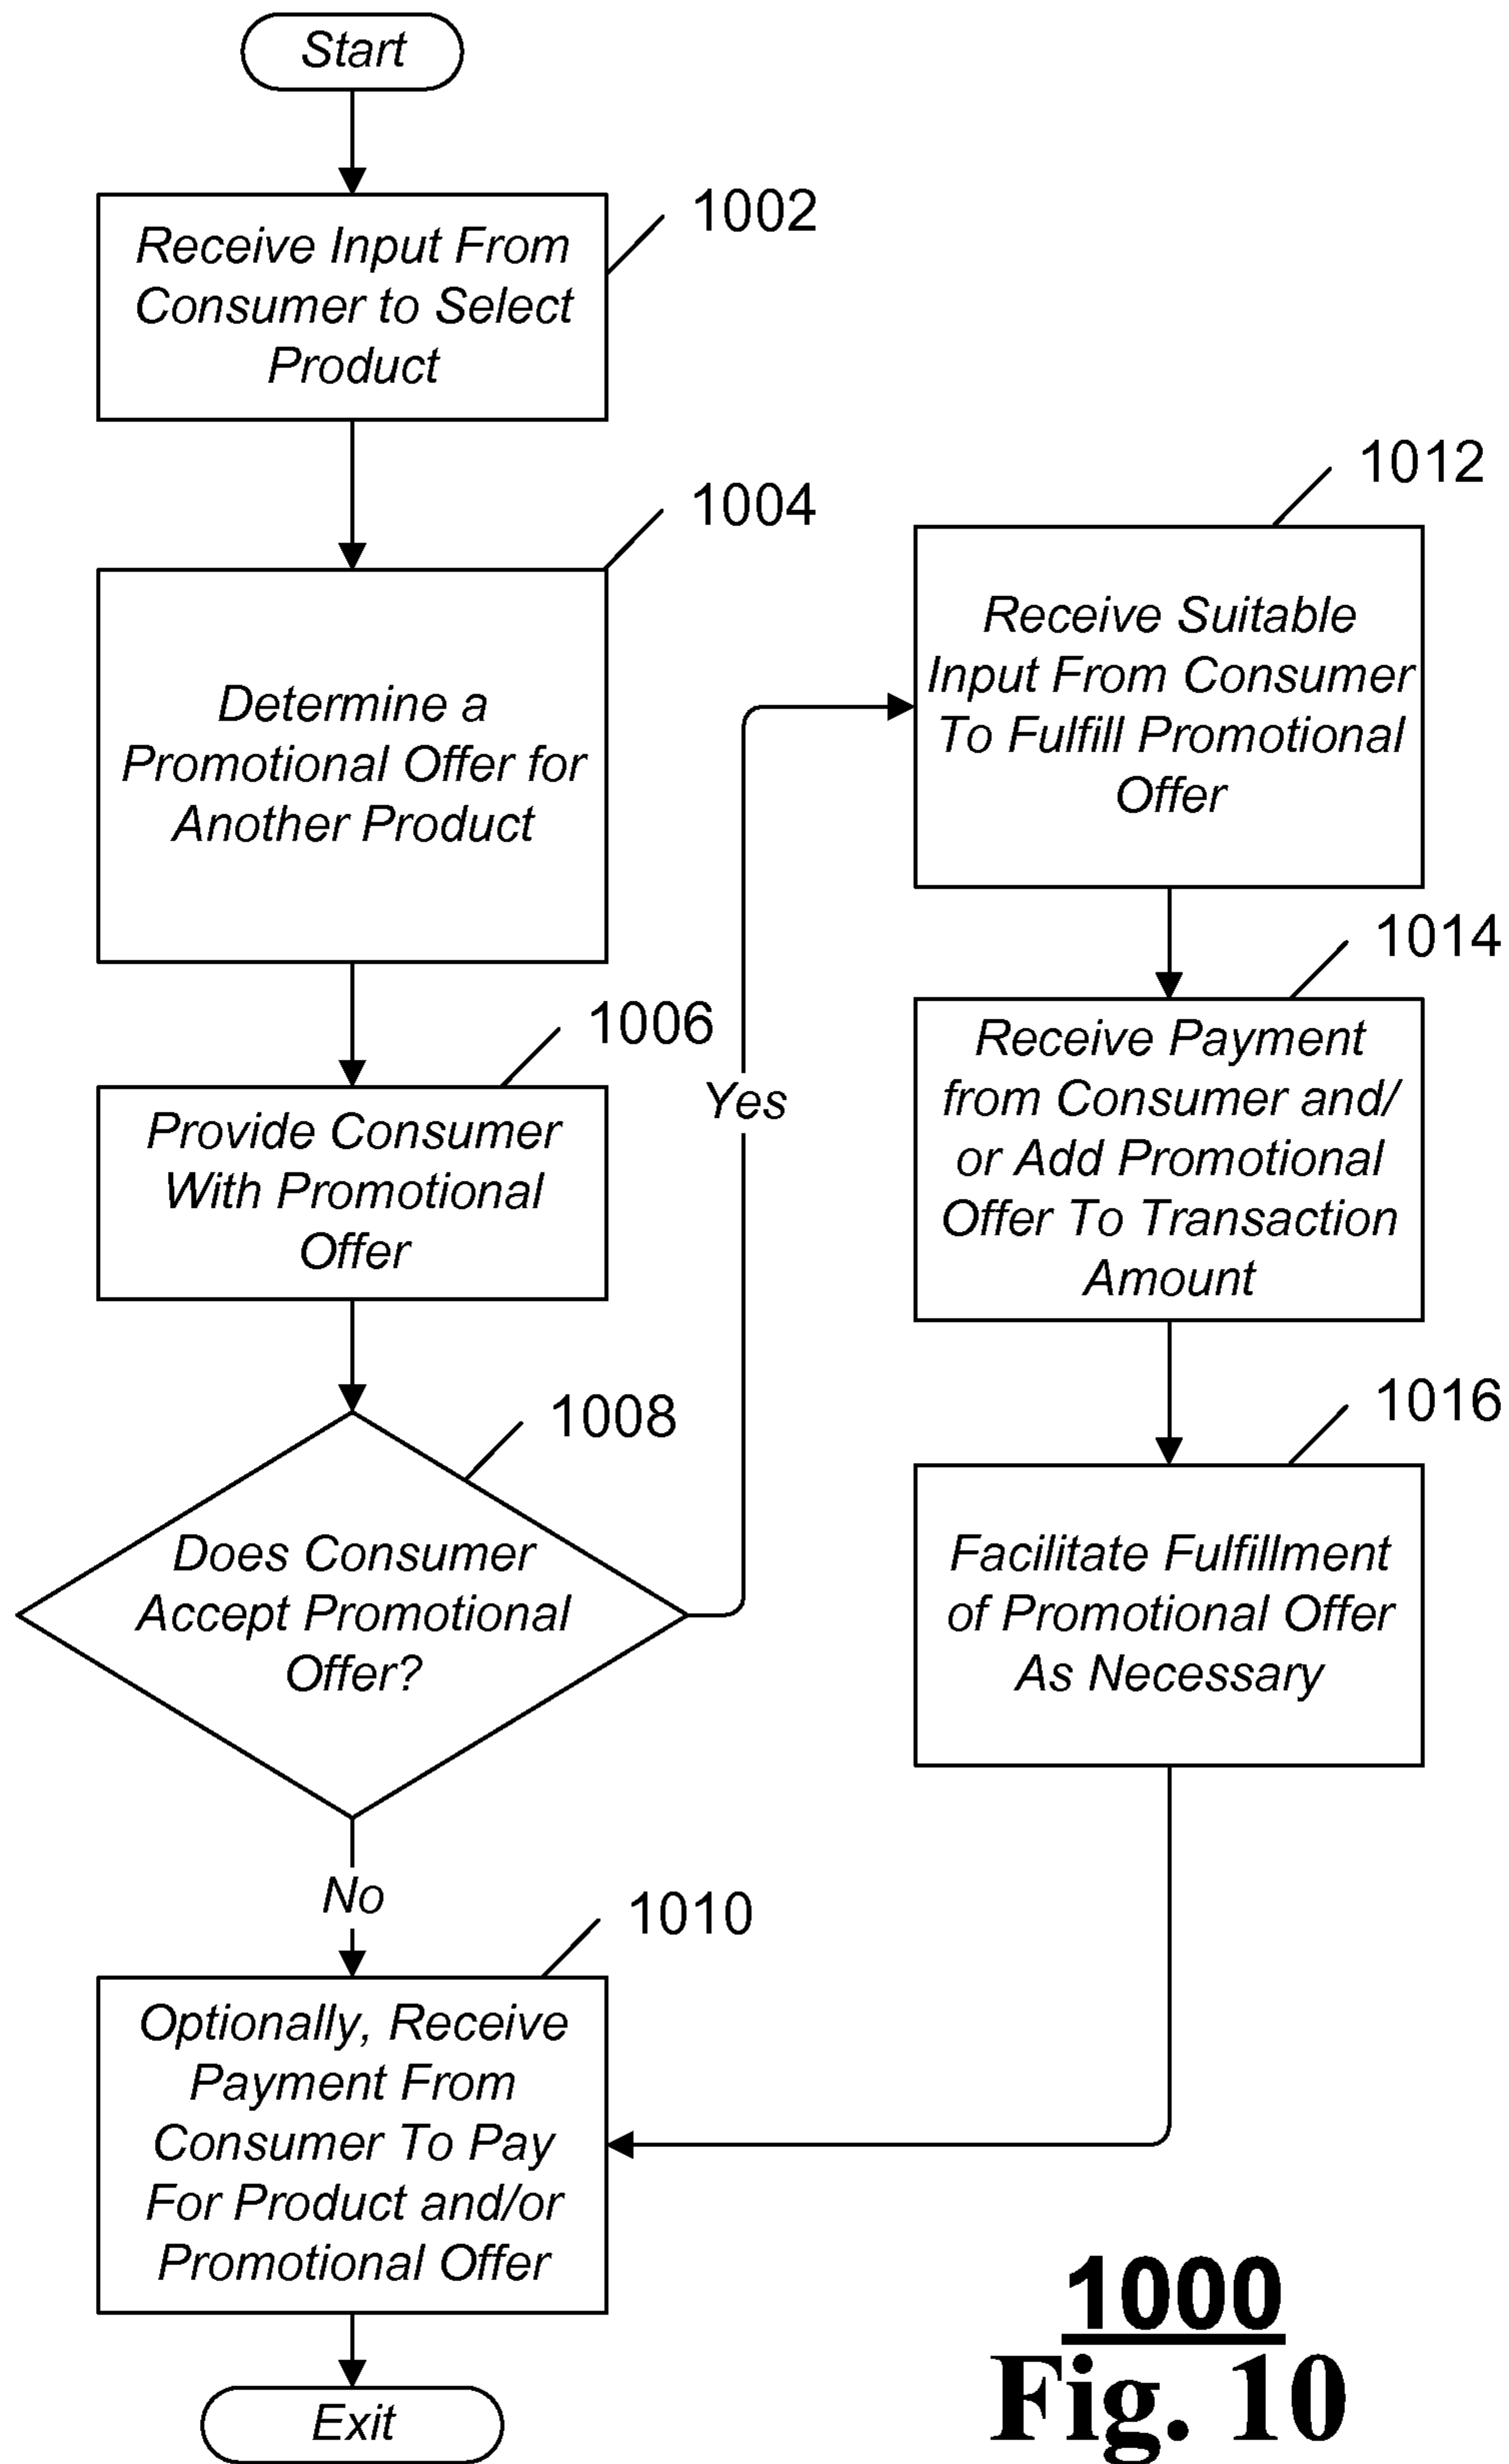 Start
1002
Receive Input From
Consumer to Select
Product
1004
Determine a
Promotional Offer for
Another Product
1006
Provide Consumer
With Promotional
Offer
1008
Does Consumer
Accept Promotional
Offer?
Yes
No
1010
Optionally, Receive
Payment From
Consumer To Pay
For Product and/or
Promotional Offer
Exit
1012
Receive Suitable
Input From Consumer
To Fulfill Promotional
Offer
1014
Receive Payment
from Consumer and/
or Add Promotional
Offer To Transaction
Amount
1016
Facilitate Fulfillment
of Promotional Offer
As Necessary
1000
Fig. 10